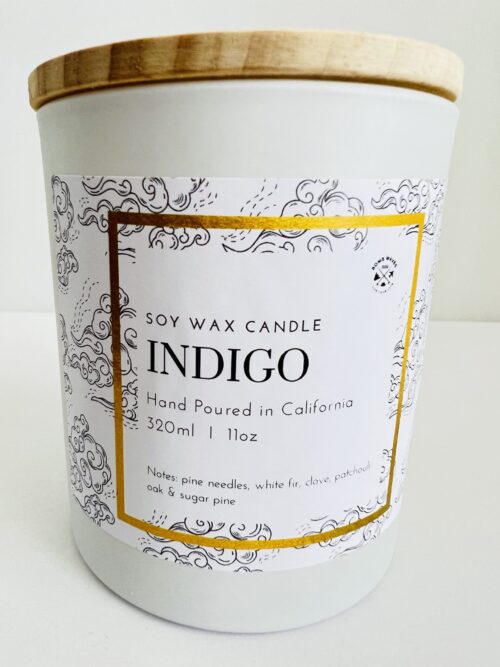 SOY WAX CANDLE
INDIGO
Hand Poured in California
320ml | 11oz
Notes: pine needles, white fir, clove, patchouli
oak & sugar pine